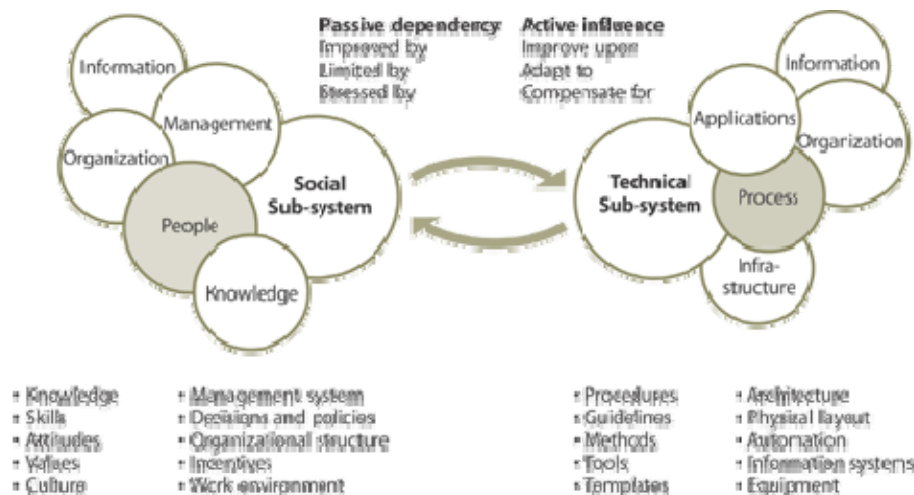 Passive dependency
Improved by
Limited by
Stressed by
Active influence
Improve upon
Adapt to
Compensate for
Information
Management
Organization
Social
Sub-system
People
Knowledge
Information
Applications
Organization
Technical
Sub-system
Process
Infra-
structure
• Knowledge
• Skills
• Attitudes
• Values
• Culture
• Management system
• Decisions and policies
• Organizational structure
• Incentives
• Work environment
• Procedures
• Guidelines
• Methods
• Tools
• Templates
• Architecture
• Physical layout
• Automation
• Information systems
• Equipment